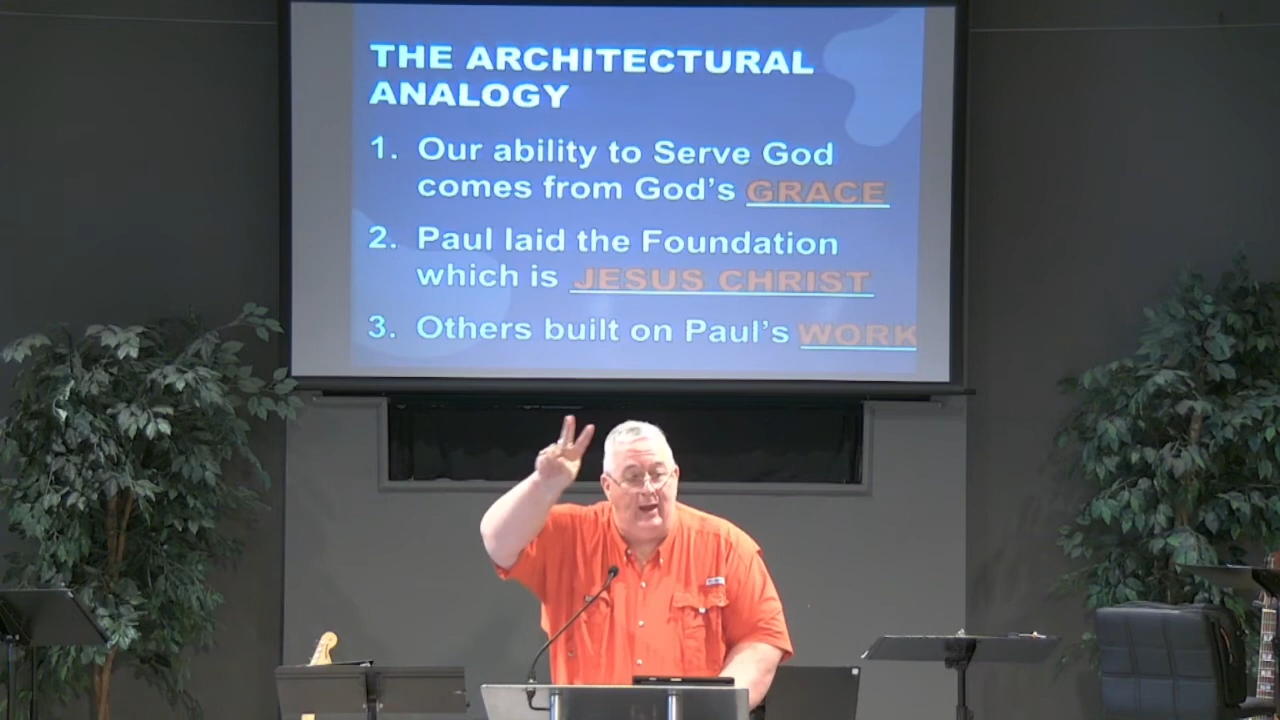 THE ARCHITECTURAL
ANALOGY
1. Our ability to Serve God
comes from God's GRACE
2. Paul laid the Foundation
which is JESUS CHRIST
3. Others built on Paul's WORK